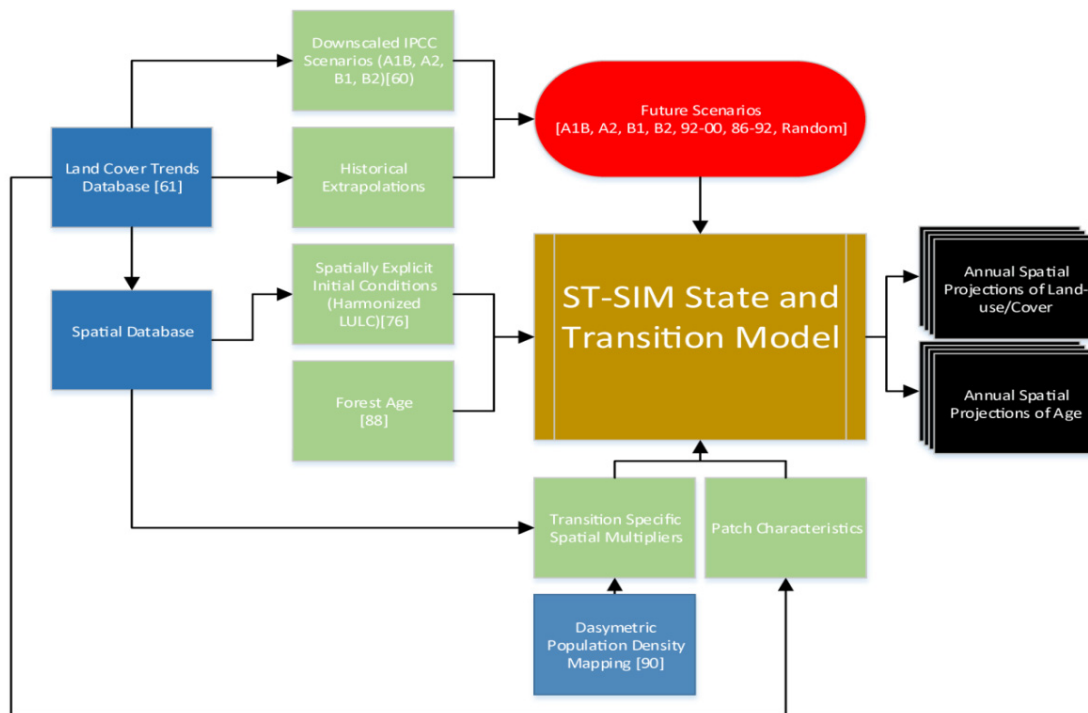 Downscaled IPCC
Scenarios (A1B, A2,
B1, B2)[60)
Future Scenarios
[A1B, A2, B1, B2, 92-00, 86-92, Random]
Land Cover Trends
Database [61]
Historical
Extrapolations
Spatially Explicit
Initial Conditions
(Harmonized
LULC)[76]
Spatial Database
Forest Age
[88]
ST-SIM State and
Transition Model
Annual Spatial
Projections of Land-
use/Cover
Annual Spatial
Projections of Age
Transition Specific
Spatial Multipliers
Patch Characteristics
Dasymetric
Population Density
Mapping [90]